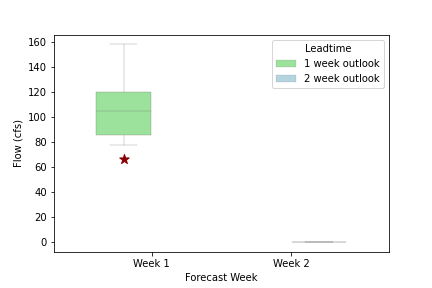 Leadtime
1 week outlook
2 week outlook
160
140
120
100
80
60
40
20
0
Flow (cfs)
Week 1
Week 2
Forecast Week